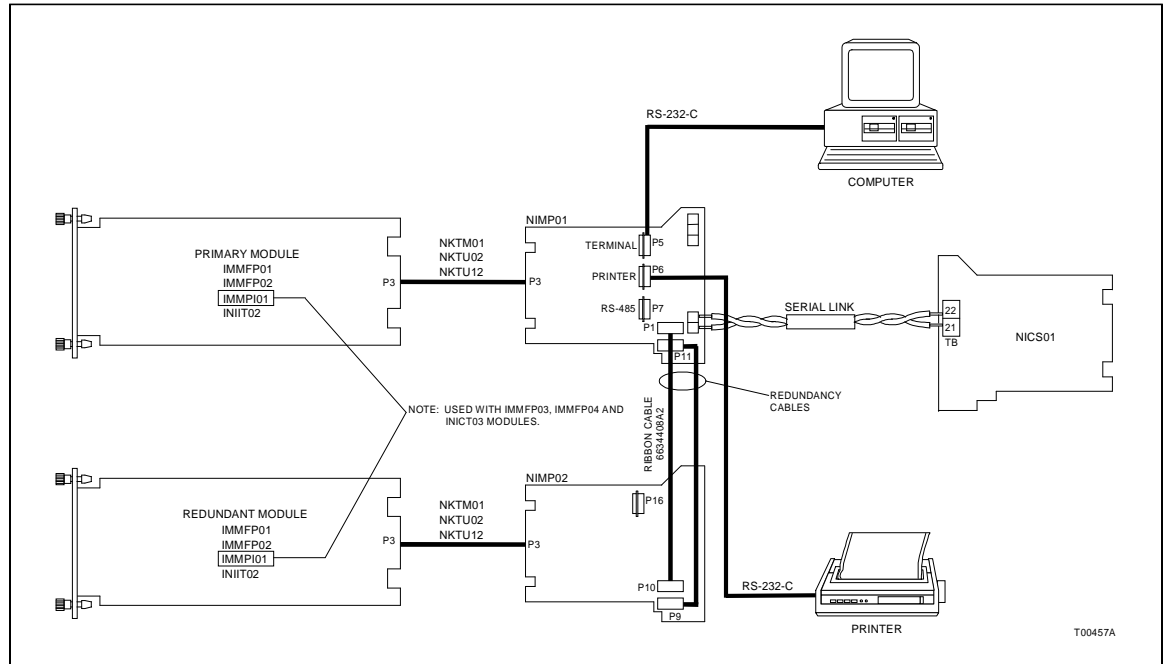 RS-232-C
COMPUTER
NIMP01
PRIMARY MODULE
IMMFP01
IMMFP02
IMMPI01
INIIT02
P3
NKTM01
NKTU02
NKTU12
P3
TERMINAL
P5
PRINTER
P6
RS-485
P7
P1
P11
SERIAL LINK
22
21
TB
NICS01
REDUNDANCY
CABLES
NOTE: USED WITH IMMFP03, IMMFP04 AND
INICT03 MODULES.
RIBBON CABLE
6634408A2
NIMP02
REDUNDANT MODULE
IMMFP01
IMMFP02
IMMPI01
INIIT02
P3
NKTM01
NKTU02
NKTU12
P3
P16
P10
P9
RS-232-C
PRINTER
T00457A